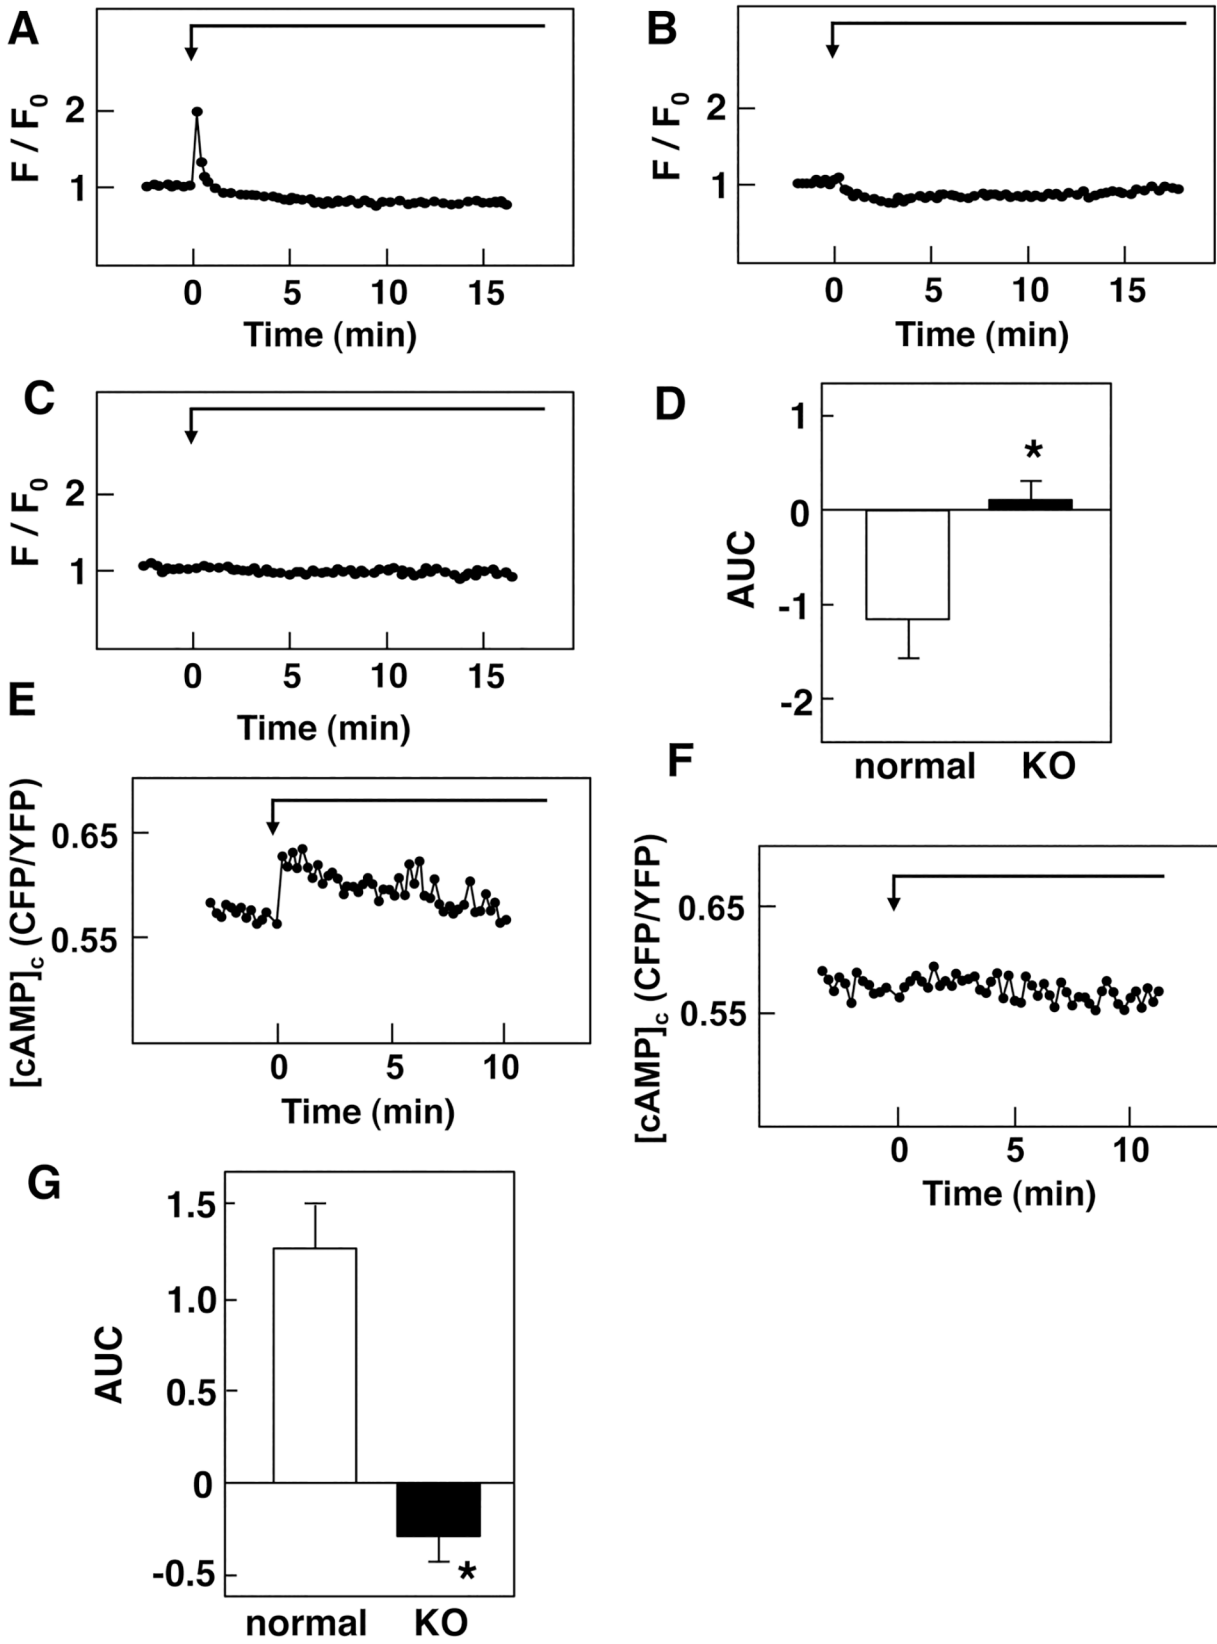 A
F / F0
2
1
0 5 10 15
Time (min)
B
F / F0
2
1
0 5 10 15
Time (min)
C
F / F0
2
1
0 5 10 15
Time (min)
D
AUC
1
0
-1
-2
*
normal KO
E
[cAMP]c (CFP/YFP)
0.65
0.55
0 5 10
Time (min)
F
[cAMP]c (CFP/YFP)
0.65
0.55
0 5 10
Time (min)
G
AUC
1.5
1.0
0.5
0
-0.5
*
normal KO